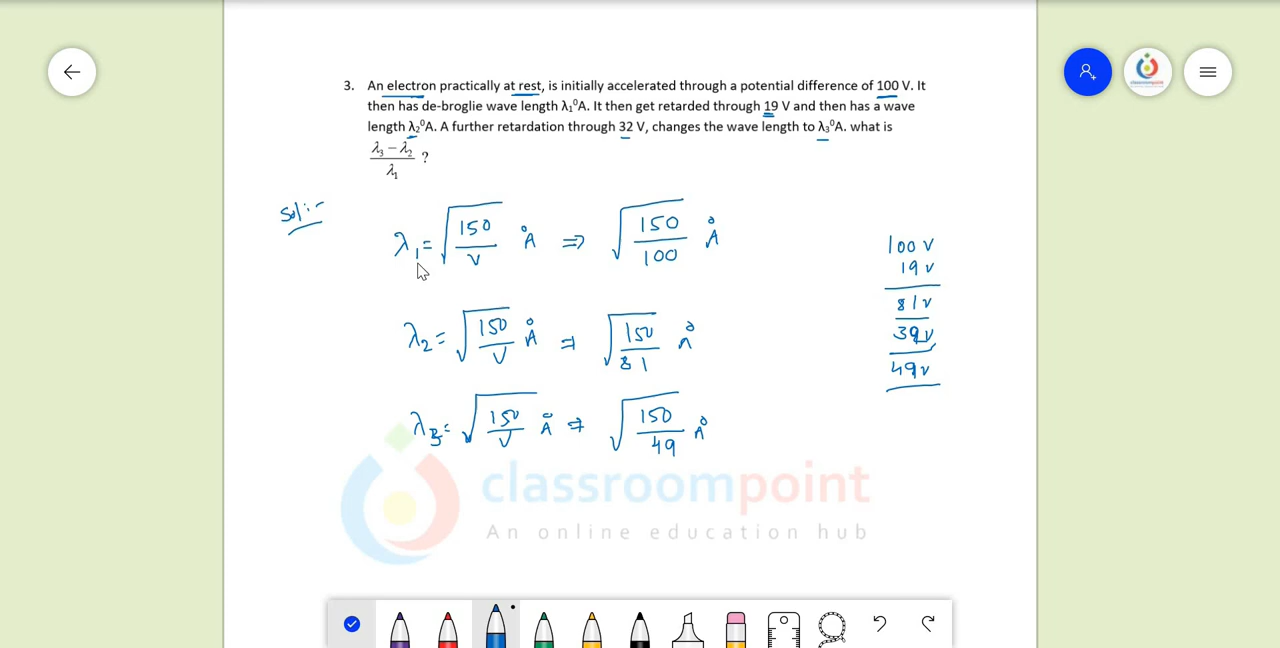 3. An electron practically at rest, is initially accelerated through a potential difference of 100 V. It
then has de-broglie wave length λ₁⁰A. It then get retarded through 19 V and then has a wave
length λ₂⁰A. A further retardation through 32 V, changes the wave length to λ₃⁰A. what is
(λ₃ − λ₂)/λ₁ ?
Sol:-
λ₁ = √(150/V) Å ⇒ √(150/100) Å
λ₂ = √(150/V) Å ⇒ √(150/81) Å
λ₃ = √(150/V) Å ⇒ √(150/49) Å
100 V
19 V
81 V
49 V
classroompoint
An online education hub